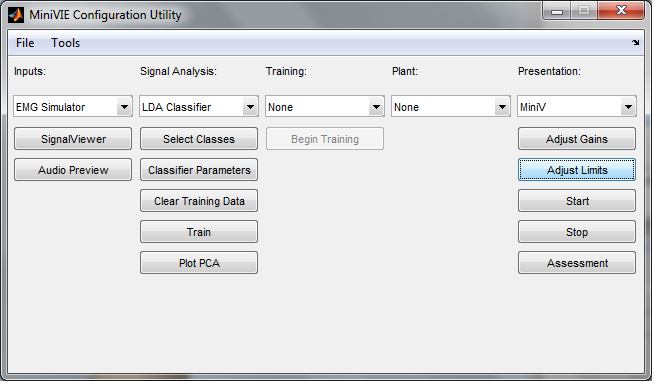 MiniVIE Configuration Utility
File Tools
Inputs: Signal Analysis: Training: Plant: Presentation:
EMG Simulator LDA Classifier None None MiniV
SignalViewer Select Classes Begin Training Adjust Gains
Audio Preview Classifier Parameters Adjust Limits
Clear Training Data Start
Train Stop
Plot PCA Assessment